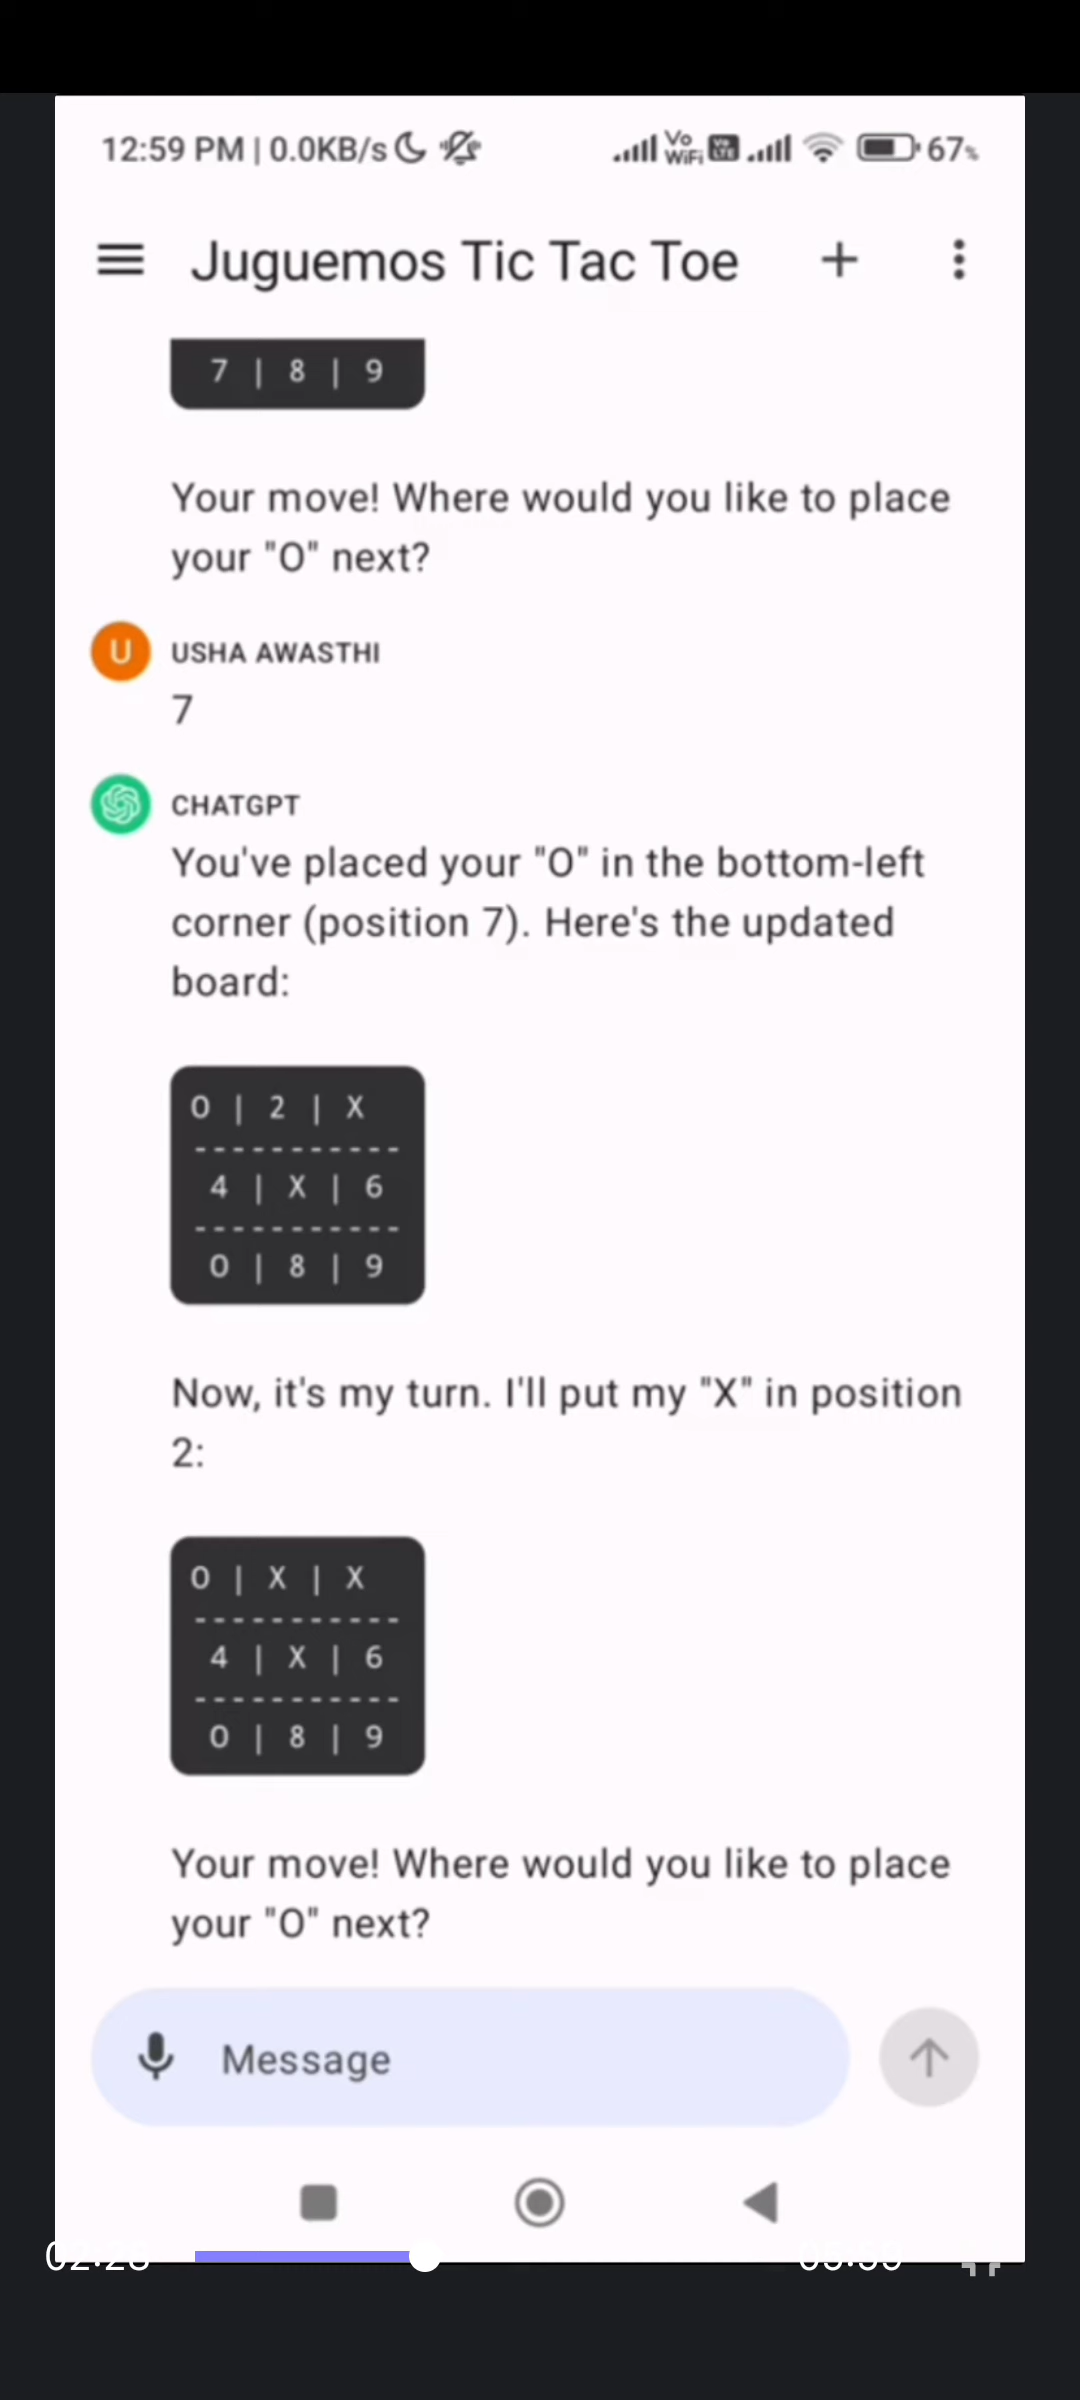 12:59 PM | 0.0KB/s
Vo WiFi
67%
Juguemos Tic Tac Toe
7 | 8 | 9
Your move! Where would you like to place
your "O" next?
U USHA AWASTHI
7
CHATGPT
You've placed your "O" in the bottom-left
corner (position 7). Here's the updated
board:
O | 2 | X
-----------
4 | X | 6
-----------
O | 8 | 9
Now, it's my turn. I'll put my "X" in position
2:
O | X | X
-----------
4 | X | 6
-----------
O | 8 | 9
Your move! Where would you like to place
your "O" next?
Message